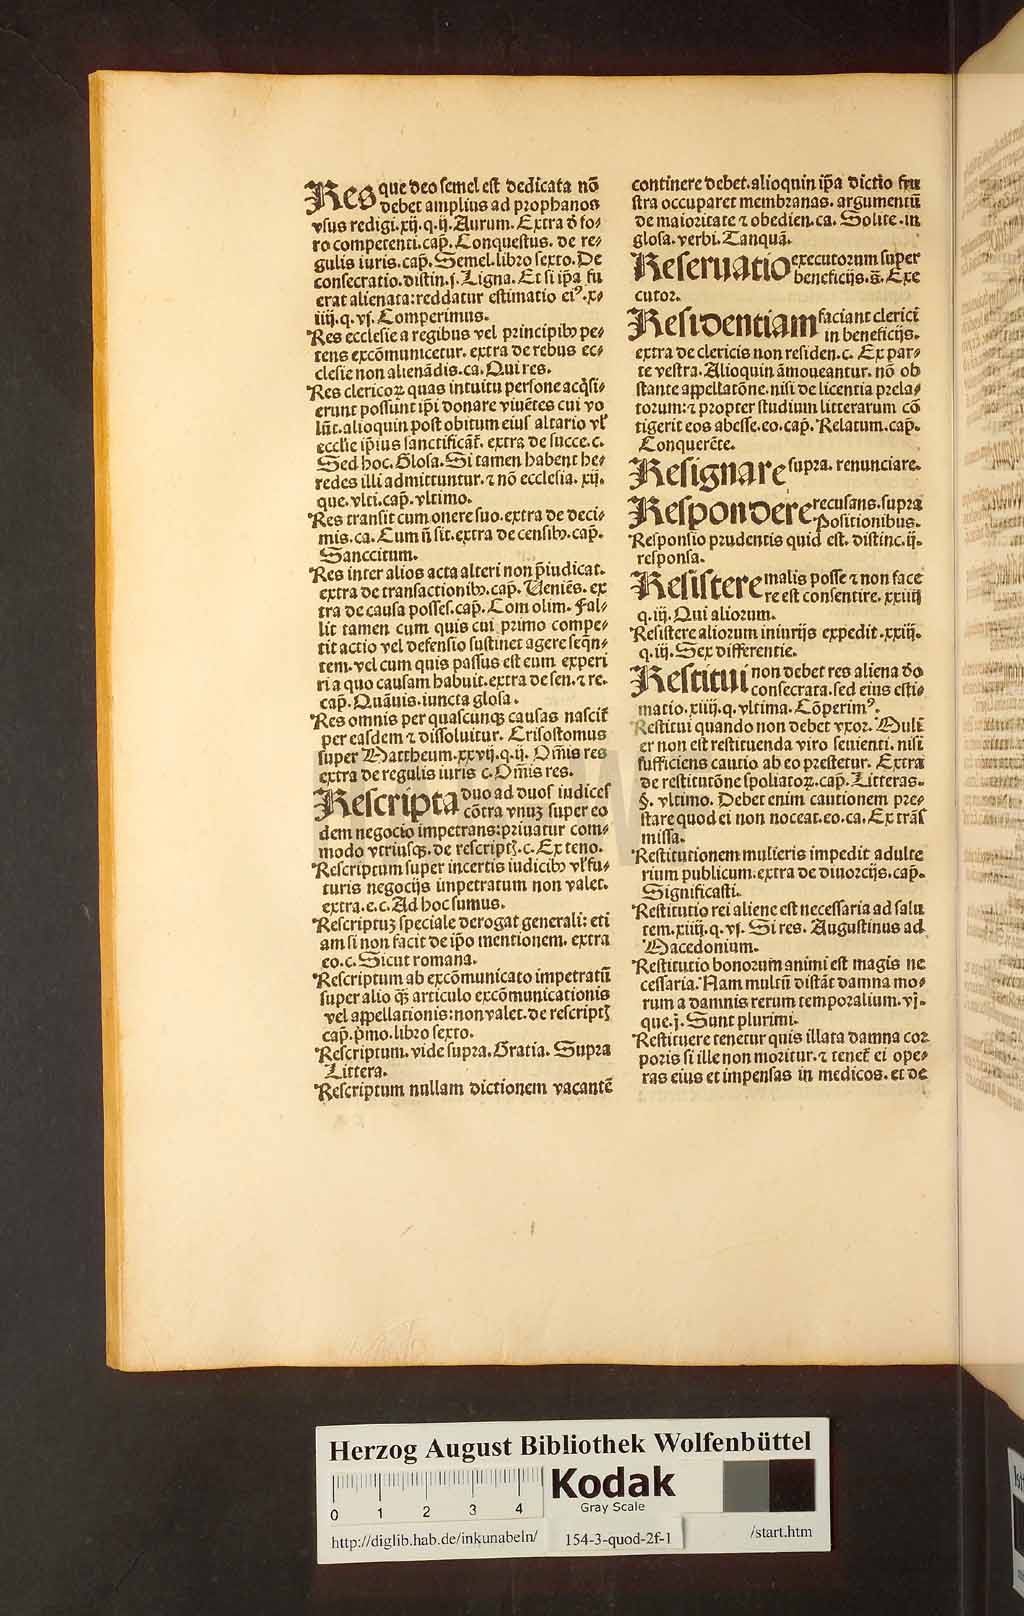 Res que deo semel est dedicata nō
debet amplius ad prophanos
vsus redigi.xij.q.ij.Aurum.Extra d̄ fo⸗
ro competenti.cap̄.Conquestus. de re⸗
gulis iuris.cap̄.Semel.libro sexto.De
consecratio.distin.j.Ligna. Et si ip̄a fu
erat alienata:reddatur estimatio eiꝰ.x⸗
iiij.q.vj.Comperimus.
Res ecclesie a regibus vel principibꝫ pe⸗
tens excōmunicetur. extra de rebus ec⸗
clesie non alienādis.ca.Qui res.
Res clericoꝝ quas intuitu persone acq̄si⸗
erunt possunt ip̄i donare viuētes cui vo
lūt.alioquin post obitum eius altario vl̓
ecclīe ip̄ius sanctificāt̓. extra de succe.c.
Sed hoc. Glosa. Si tamen habent he⸗
redes illi admittuntur.⁊ nō ecclesia. xij.
que.vlti.cap̄.vltimo.
Res transit cum onere suo.extra de deci⸗
mis.ca. Cum n̄ sit.extra de censibꝫ.cap̄.
Sanccitum.
Res inter alios acta alteri non p̄iudicat.
extra de transactionibꝫ.cap̄. Veniēs. ex
tra de causa posses.cap̄. Com olim. Fal⸗
lit tamen cum quis cui primo compe⸗
tit actio vel defensio sustinet agere seq̄n⸗
tem.vel cum quis passus est eum experi
ri a quo causam habuit.extra de sen.⁊ re.
cap̄.Quāuis.iuncta glosa.
Res omnis per quascunqꝫ causas nascit̓
per easdem ⁊ dissoluitur. Crisostomus
super Mattheum.xxvij.q.ij. Om̄is res
extra de regulis iuris c.Om̄is res.
Rescripta duo ad duos iudices
cōtra vnuꝫ super eo
dem negocio impetrans:priuatur com⸗
modo vtriusqꝫ.de rescriptꝭ.c.Ex teno.
Rescriptum super incertis iudicibꝫ vl̓ fu⸗
turis negocijs impetratum non valet.
extra.e.c.Ad hoc sumus.
Rescriptuꝫ speciale derogat generali: eti
am si non facit de ip̄o mentionem. extra
eo.c.Sicut romana.
Rescriptum ab excōmunicato impetratū
super alio q̄ꝫ articulo excōmunicationis
vel appellationis:non valet.de rescriptꝭ
cap̄.p̄mo.libro sexto.
Rescriptum. vide supra.Gratia. Supra
Littera.
Rescriptum nullam dictionem vacantē
continere debet.alioquin ip̄a dictio fru
stra occuparet membranas. argumentū
de maioritate ⁊ obedien.ca. Solite.in
glosa.verbi.Tanquā.
Reseruatio executorum super
beneficijs.s̄. Exe
cutor.
Residentiam faciant clerici
in beneficijs.
extra de clericis non residen.c. Ex par⸗
te vestra. Alioquin āmoueantur. nō ob
stante appellatōne.nisi de licentia prela⸗
torum:⁊ propter studium litterarum cō
tigerit eos abesse.eo.cap̄. Relatum.cap̄.
Conquerēte.
Resignare supra. renunciare.
Respondere recusans.supra
Positionibus.
Responsio prudentis quid est. distinc.ij.
responsa.
Resistere malis posse ⁊ non face
re est consentire. xxiiij
q.iij.Qui aliorum.
Resistere aliorum iniurijs expedit.xxiij.
q.iij.Sex differentie.
Restitui non debet res aliena do
consecrata.sed eius esti⸗
matio.xiiij.q.vltima. Cōperimꝰ.
Restitui quando non debet vxor. Muli
er non est restituenda viro seuienti. nisi
sufficiens cautio ab eo prestetur. Extra
de restitutōne spoliatoꝝ.cap̄. Litteras.
§. vltimo. Debet enim cautionem pre⸗
stare quod ei non noceat.eo.ca. Ex trās
missa.
Restitutionem mulieris impedit adulte
rium publicum.extra de diuorcijs.cap̄.
Significasti.
Restitutio rei aliene est necessaria ad salu
tem.xiiij.q.vj. Si res. Augustinus ad
Macedonium.
Restitutio bonorum animi est magis ne
cessaria. Nam multū distāt damna mo⸗
rum a damnis rerum temporalium.vj.
que.j.Sunt plurimi.
Restituere tenetur quis illata damna cor
poris si ille non moritur.⁊ tenet̓ ei ope⸗
ras eius et impensas in medicos.et de
Herzog August Bibliothek Wolfenbüttel
0 1 2 3 4
Kodak
Gray Scale
http://diglib.hab.de/inkunabeln/
154-3-quod-2f-1
/start.htm